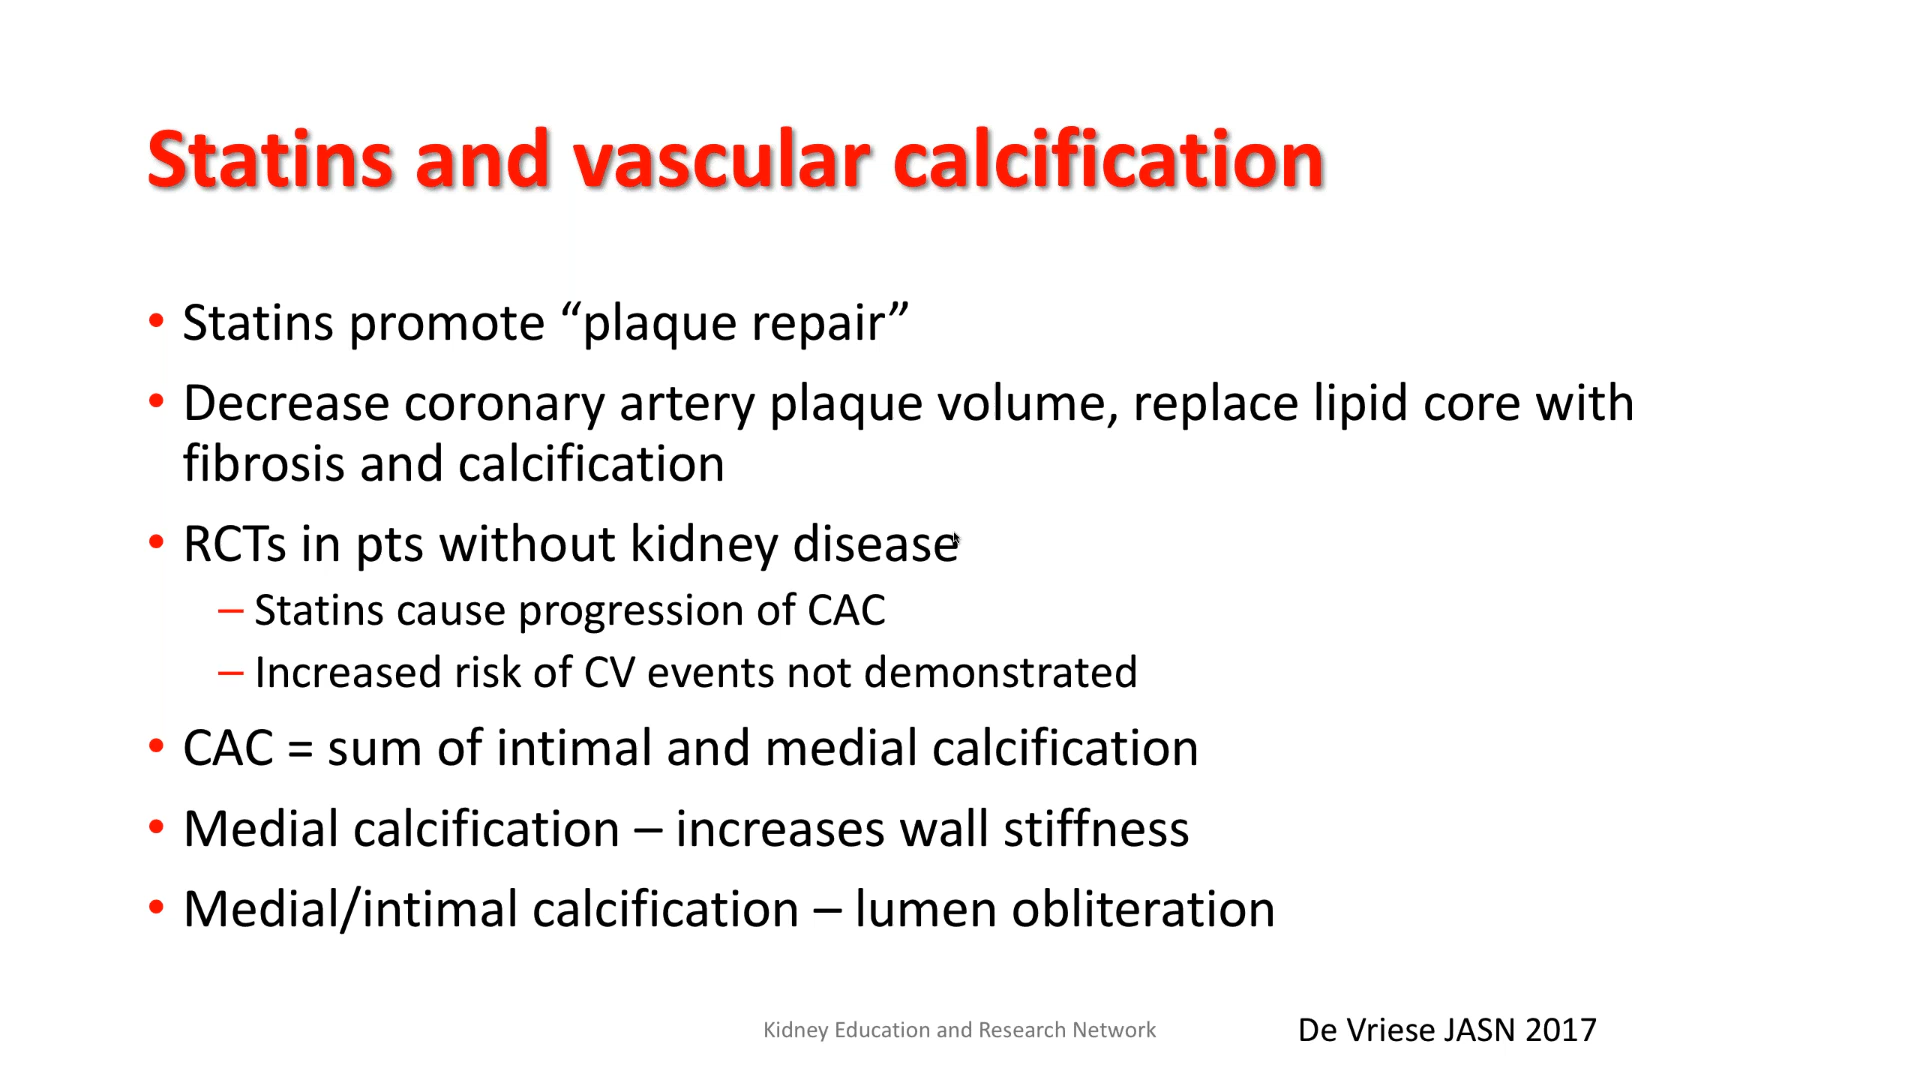 Statins and vascular calcification
• Statins promote “plaque repair”
• Decrease coronary artery plaque volume, replace lipid core with
fibrosis and calcification
• RCTs in pts without kidney disease
– Statins cause progression of CAC
– Increased risk of CV events not demonstrated
• CAC = sum of intimal and medial calcification
• Medial calcification – increases wall stiffness
• Medial/intimal calcification – lumen obliteration
Kidney Education and Research Network
De Vriese JASN 2017